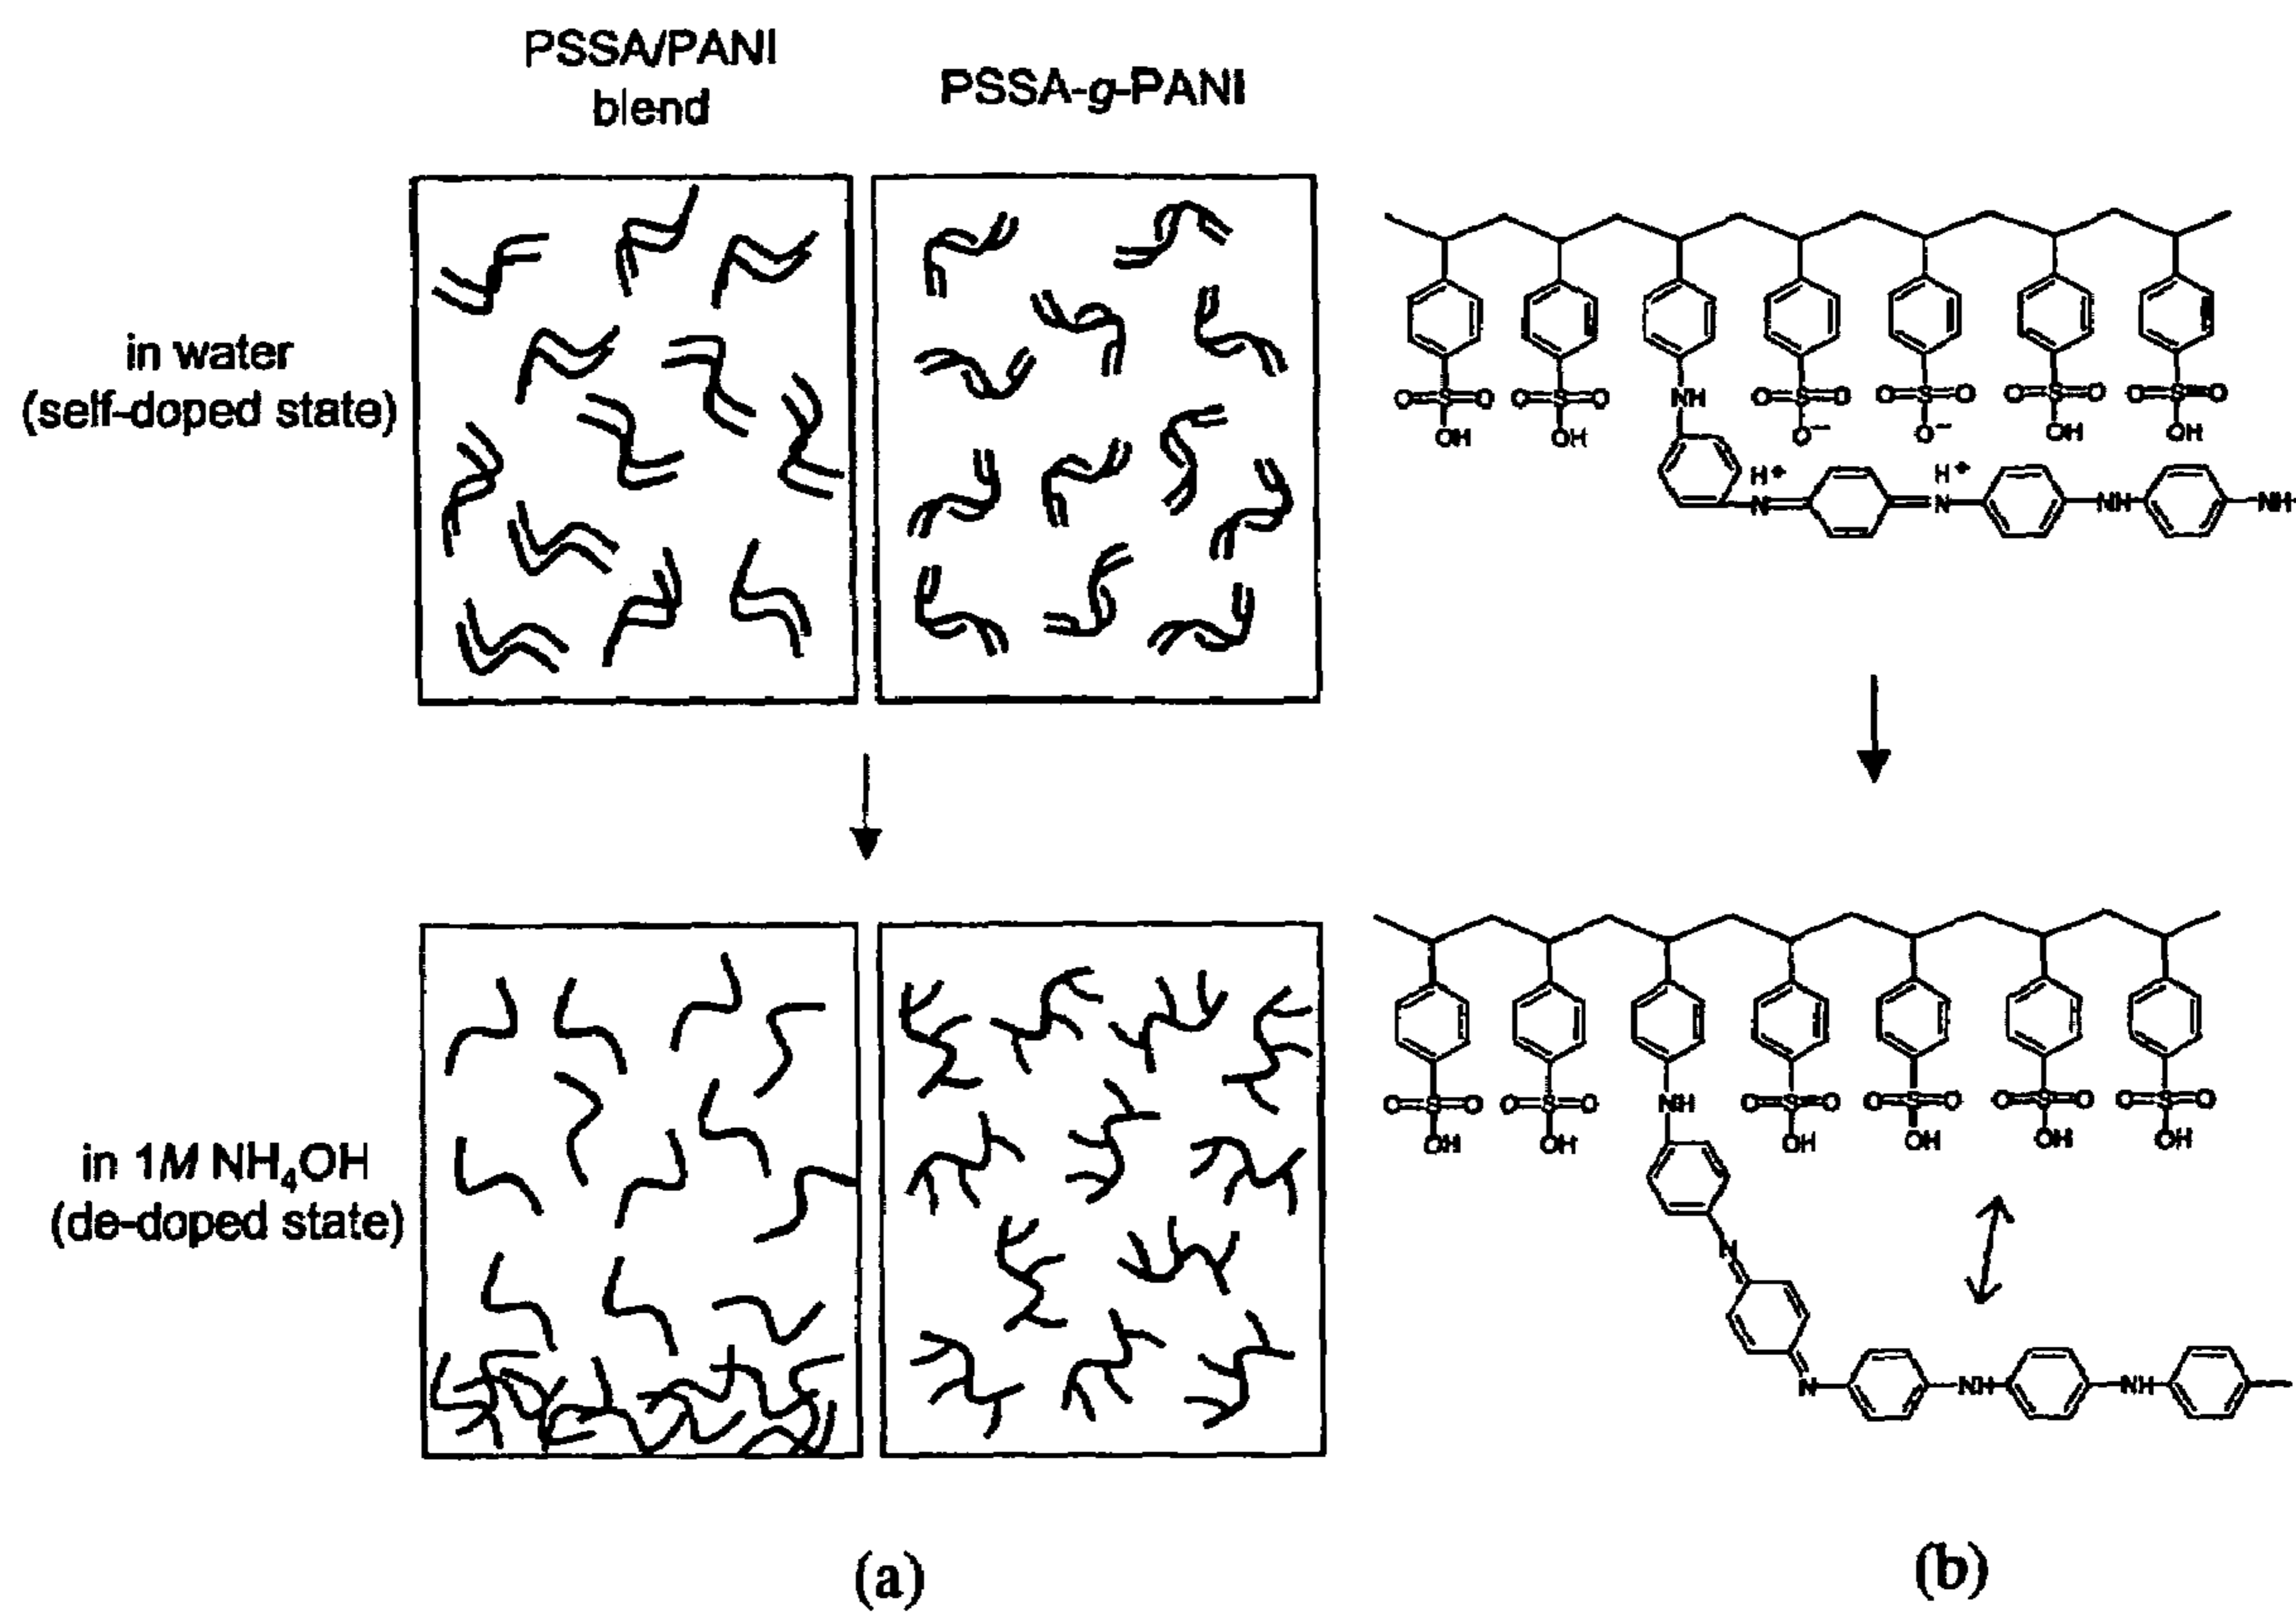 PSSA/PANI
blend
PSSA-g-PANI
in water
(self-doped state)
O=S=O O=S=O NH O=S=O O=S=O O=S=O O=S=O
OH OH O⁻ O⁻ OH OH
H⁺ H⁺
N N NH NH
in 1M NH₄OH
(de-doped state)
O=S=O O=S=O NH O=S=O O=S=O O=S=O O=S=O
OH OH OH OH OH OH
N
N NH NH
(a)
(b)